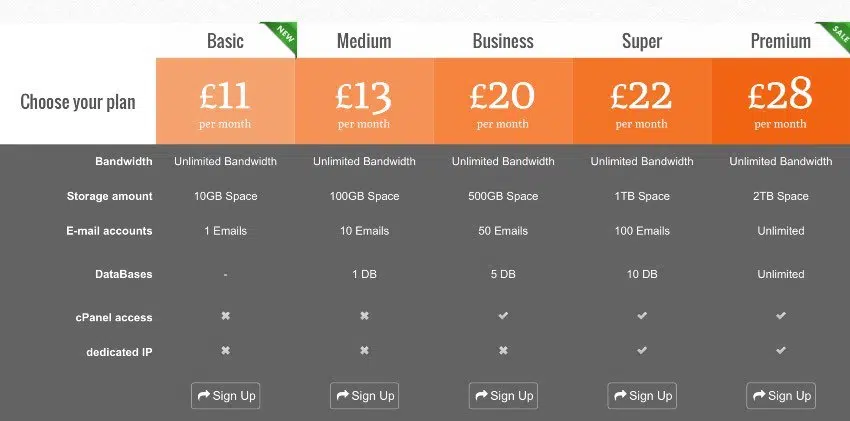 NEW
SALE
Basic Medium Business Super Premium
Choose your plan £11 £13 £20 £22 £28
per month per month per month per month per month
Bandwidth Unlimited Bandwidth Unlimited Bandwidth Unlimited Bandwidth Unlimited Bandwidth Unlimited Bandwidth
Storage amount 10GB Space 100GB Space 500GB Space 1TB Space 2TB Space
E-mail accounts 1 Emails 10 Emails 50 Emails 100 Emails Unlimited
DataBases - 1 DB 5 DB 10 DB Unlimited
cPanel access ✖ ✖ ✔ ✔ ✔
dedicated IP ✖ ✖ ✖ ✔ ✔
Sign Up Sign Up Sign Up Sign Up Sign Up